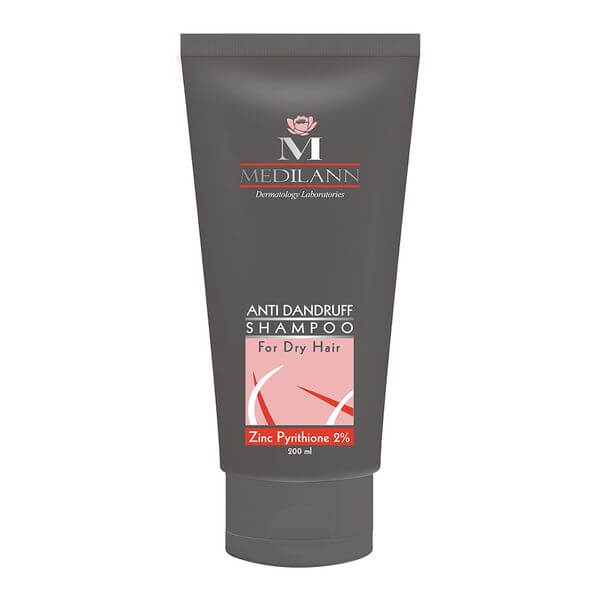 M
MEDILANN
Dermatology Laboratories
ANTI DANDRUFF
SHAMPOO
For Dry Hair
Zinc Pyrithione 2%
200 ml